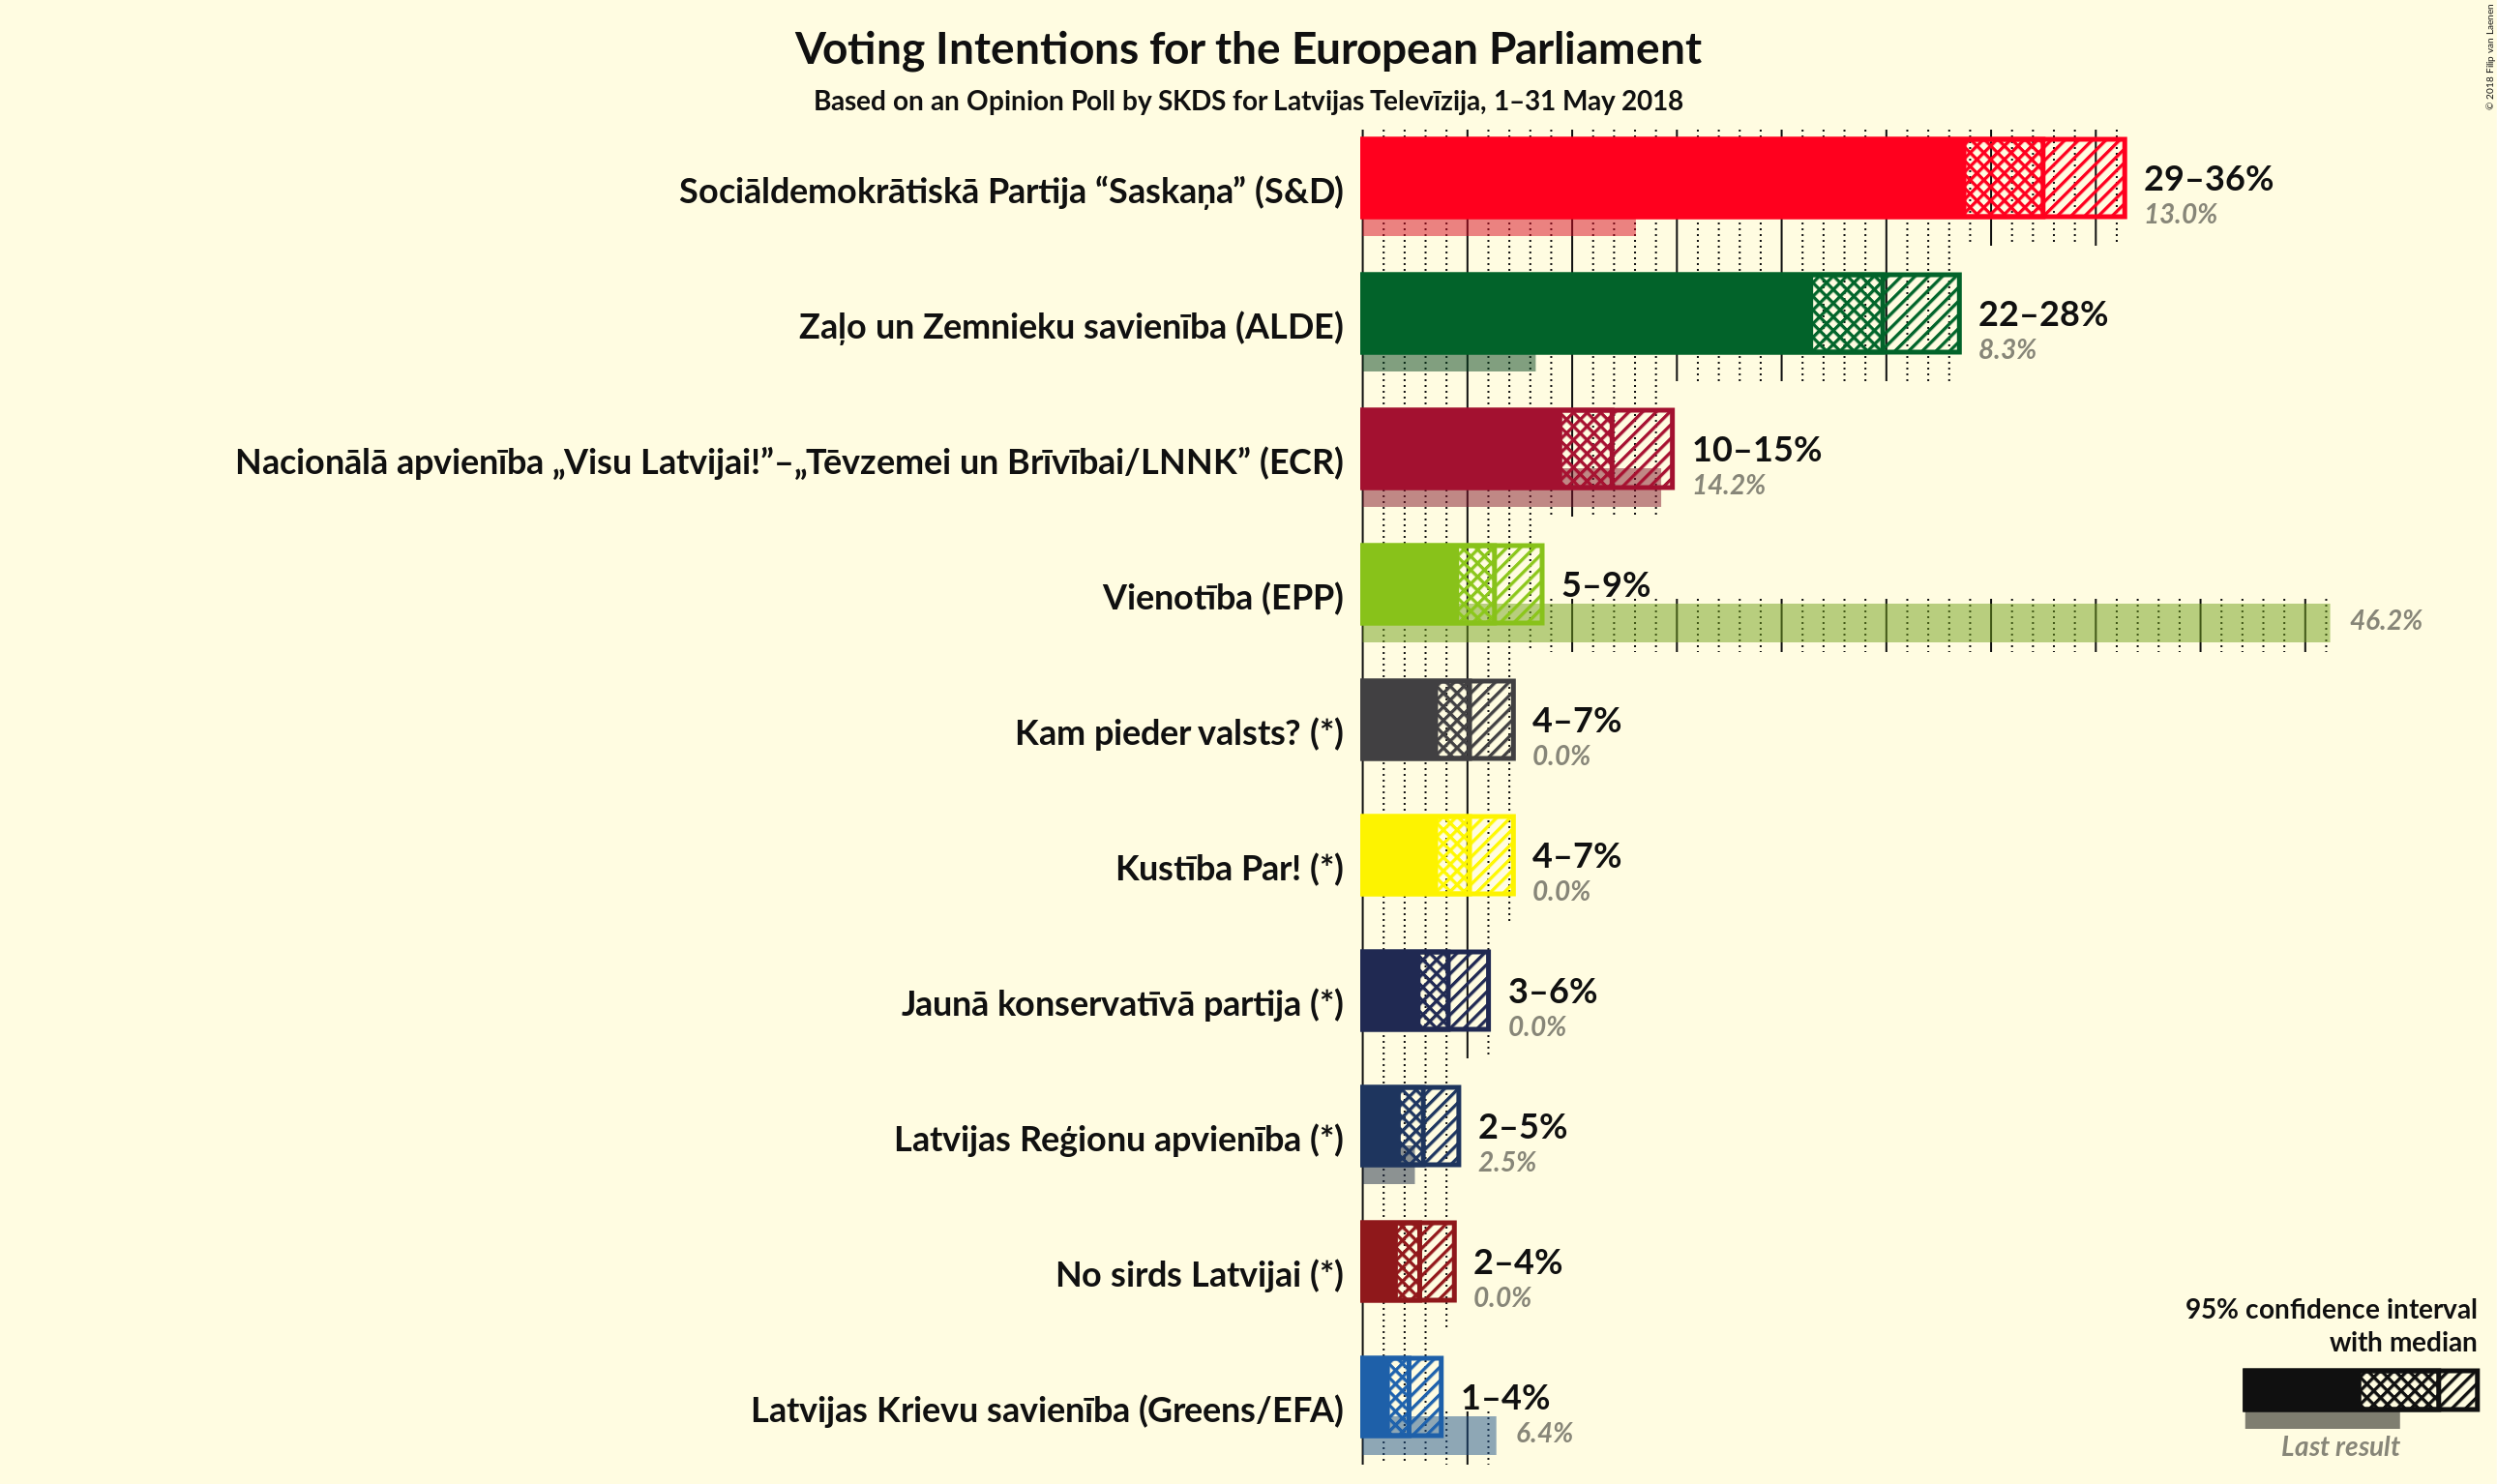 Voting Intentions for the European Parliament
Based on an Opinion Poll by SKDS for Latvijas Televīzija, 1–31 May 2018
© 2018 Filip van Laenen
Sociāldemokrātiskā Partija “Saskaņa” (S&D)
29–36%
13.0%
Zaļo un Zemnieku savienība (ALDE)
22–28%
8.3%
Nacionālā apvienība „Visu Latvijai!”–„Tēvzemei un Brīvībai/LNNK” (ECR)
10–15%
14.2%
Vienotība (EPP)
5–9%
46.2%
Kam pieder valsts? (*)
4–7%
0.0%
Kustība Par! (*)
4–7%
0.0%
Jaunā konservatīvā partija (*)
3–6%
0.0%
Latvijas Reģionu apvienība (*)
2–5%
2.5%
No sirds Latvijai (*)
2–4%
0.0%
Latvijas Krievu savienība (Greens/EFA)
1–4%
6.4%
95% confidence interval
with median
Last result